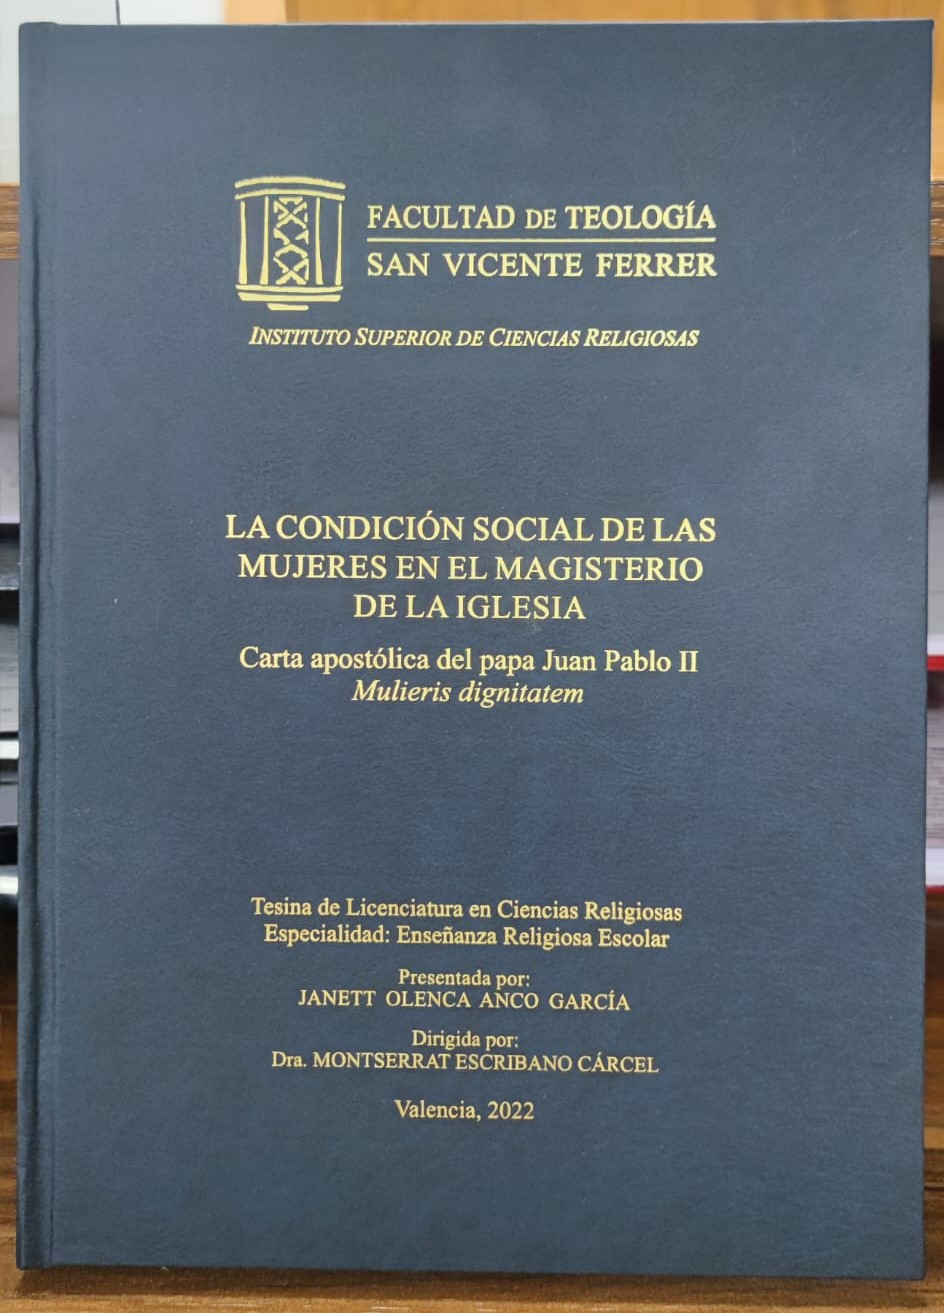 FACULTAD DE TEOLOGÍA
SAN VICENTE FERRER
INSTITUTO SUPERIOR DE CIENCIAS RELIGIOSAS
LA CONDICIÓN SOCIAL DE LAS
MUJERES EN EL MAGISTERIO
DE LA IGLESIA
Carta apostólica del papa Juan Pablo II
Mulieris dignitatem
Tesina de Licenciatura en Ciencias Religiosas
Especialidad: Enseñanza Religiosa Escolar
Presentada por:
JANETT OLENCA ANCO GARCÍA
Dirigida por:
Dra. MONTSERRAT ESCRIBANO CÁRCEL
Valencia, 2022